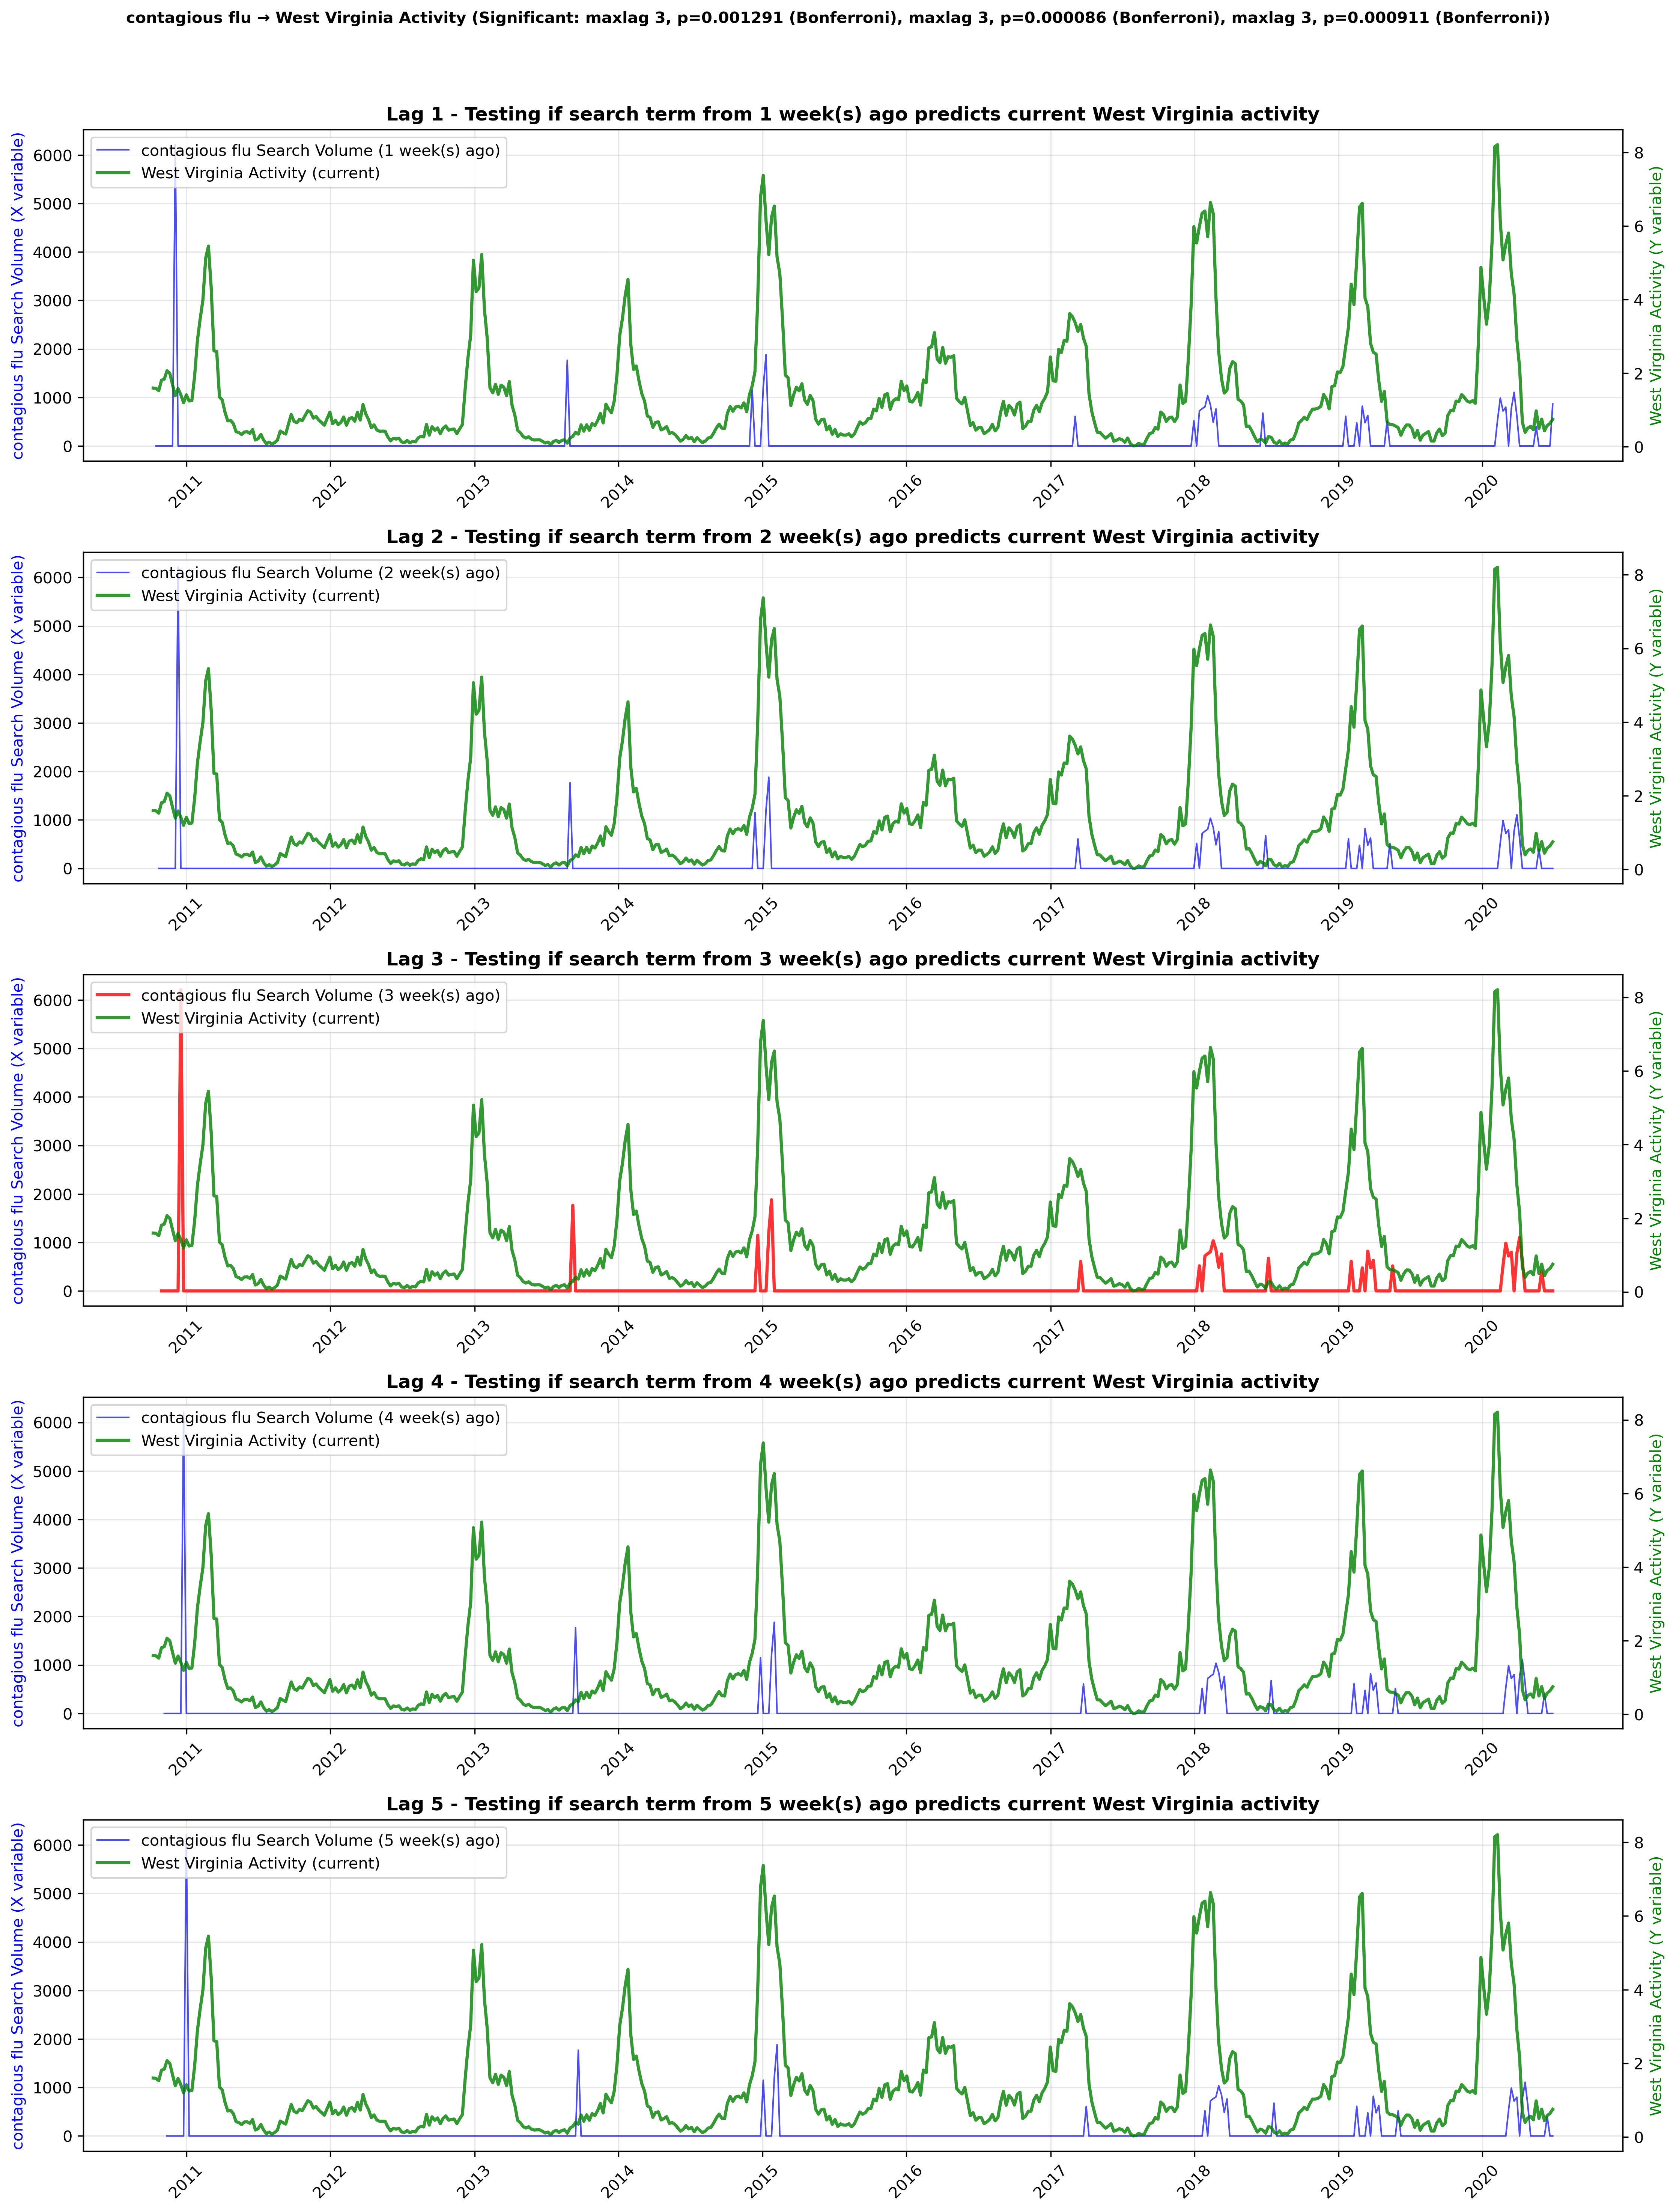 contagious flu → West Virginia Activity (Significant: maxlag 3, p=0.001291 (Bonferroni), maxlag 3, p=0.000086 (Bonferroni), maxlag 3, p=0.000911 (Bonferroni))
Lag 1 - Testing if search term from 1 week(s) ago predicts current West Virginia activity
contagious flu Search Volume (X variable)
6000
5000
4000
3000
2000
1000
0
contagious flu Search Volume (1 week(s) ago)
West Virginia Activity (current)
8
6
4
2
0
West Virginia Activity (Y variable)
2011 2012 2013 2014 2015 2016 2017 2018 2019 2020
Lag 2 - Testing if search term from 2 week(s) ago predicts current West Virginia activity
contagious flu Search Volume (X variable)
6000
5000
4000
3000
2000
1000
0
contagious flu Search Volume (2 week(s) ago)
West Virginia Activity (current)
8
6
4
2
0
West Virginia Activity (Y variable)
2011 2012 2013 2014 2015 2016 2017 2018 2019 2020
Lag 3 - Testing if search term from 3 week(s) ago predicts current West Virginia activity
contagious flu Search Volume (X variable)
6000
5000
4000
3000
2000
1000
0
contagious flu Search Volume (3 week(s) ago)
West Virginia Activity (current)
8
6
4
2
0
West Virginia Activity (Y variable)
2011 2012 2013 2014 2015 2016 2017 2018 2019 2020
Lag 4 - Testing if search term from 4 week(s) ago predicts current West Virginia activity
contagious flu Search Volume (X variable)
6000
5000
4000
3000
2000
1000
0
contagious flu Search Volume (4 week(s) ago)
West Virginia Activity (current)
8
6
4
2
0
West Virginia Activity (Y variable)
2011 2012 2013 2014 2015 2016 2017 2018 2019 2020
Lag 5 - Testing if search term from 5 week(s) ago predicts current West Virginia activity
contagious flu Search Volume (X variable)
6000
5000
4000
3000
2000
1000
0
contagious flu Search Volume (5 week(s) ago)
West Virginia Activity (current)
8
6
4
2
0
West Virginia Activity (Y variable)
2011 2012 2013 2014 2015 2016 2017 2018 2019 2020